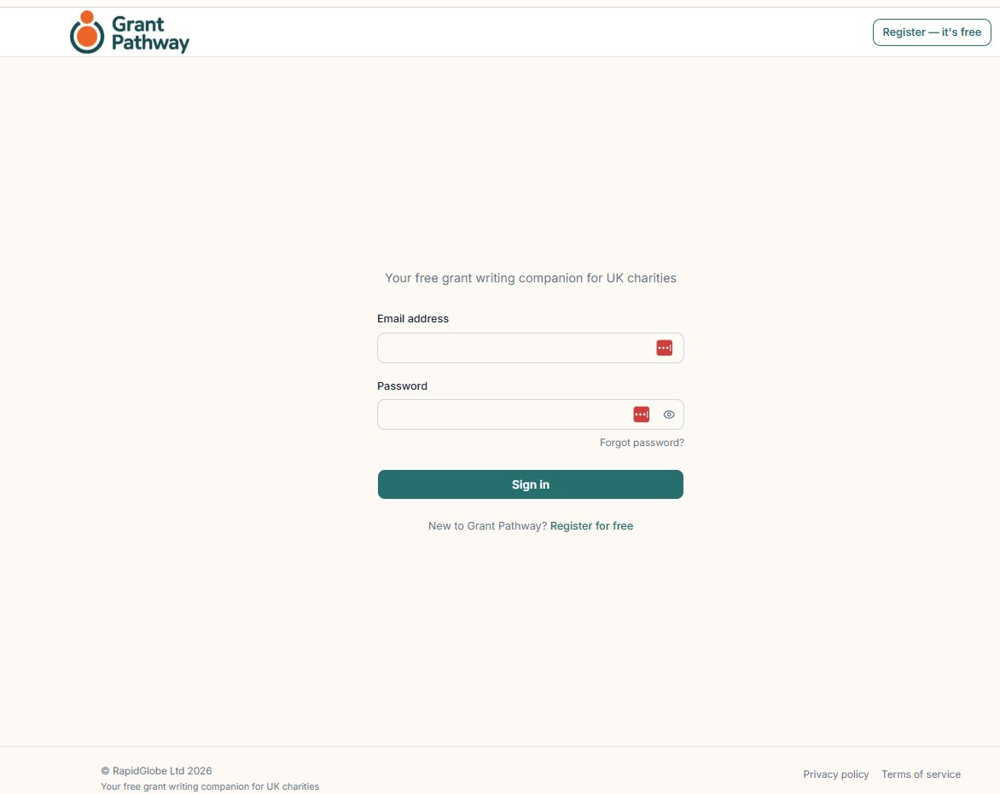 Grant
Pathway
Register — it's free
Your free grant writing companion for UK charities
Email address
Password
Forgot password?
Sign in
New to Grant Pathway? Register for free
© RapidGlobe Ltd 2026
Your free grant writing companion for UK charities
Privacy policy
Terms of service